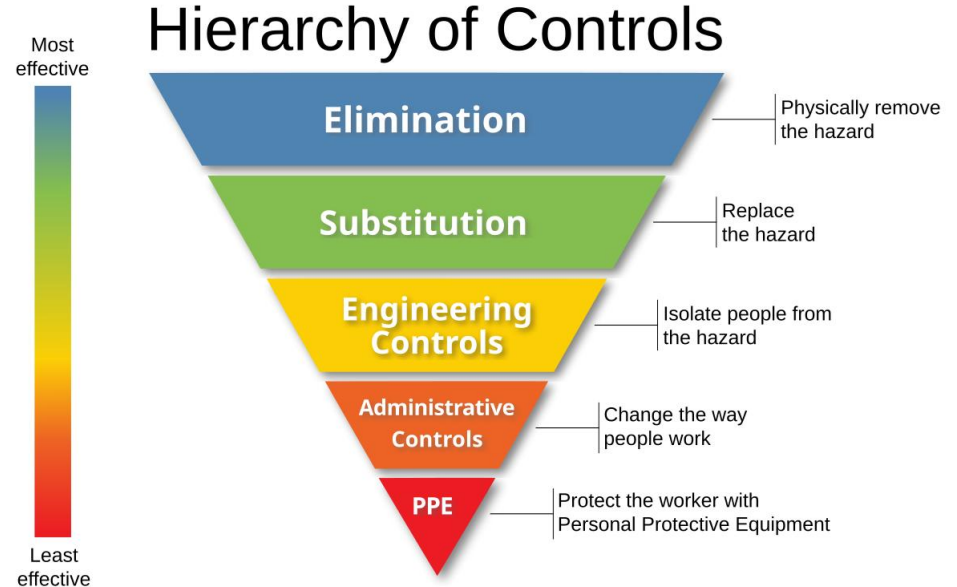 Hierarchy of Controls
Most
effective
Elimination
Physically remove
the hazard
Substitution
Replace
the hazard
Engineering
Controls
Isolate people from
the hazard
Administrative
Controls
Change the way
people work
PPE
Protect the worker with
Personal Protective Equipment
Least
effective